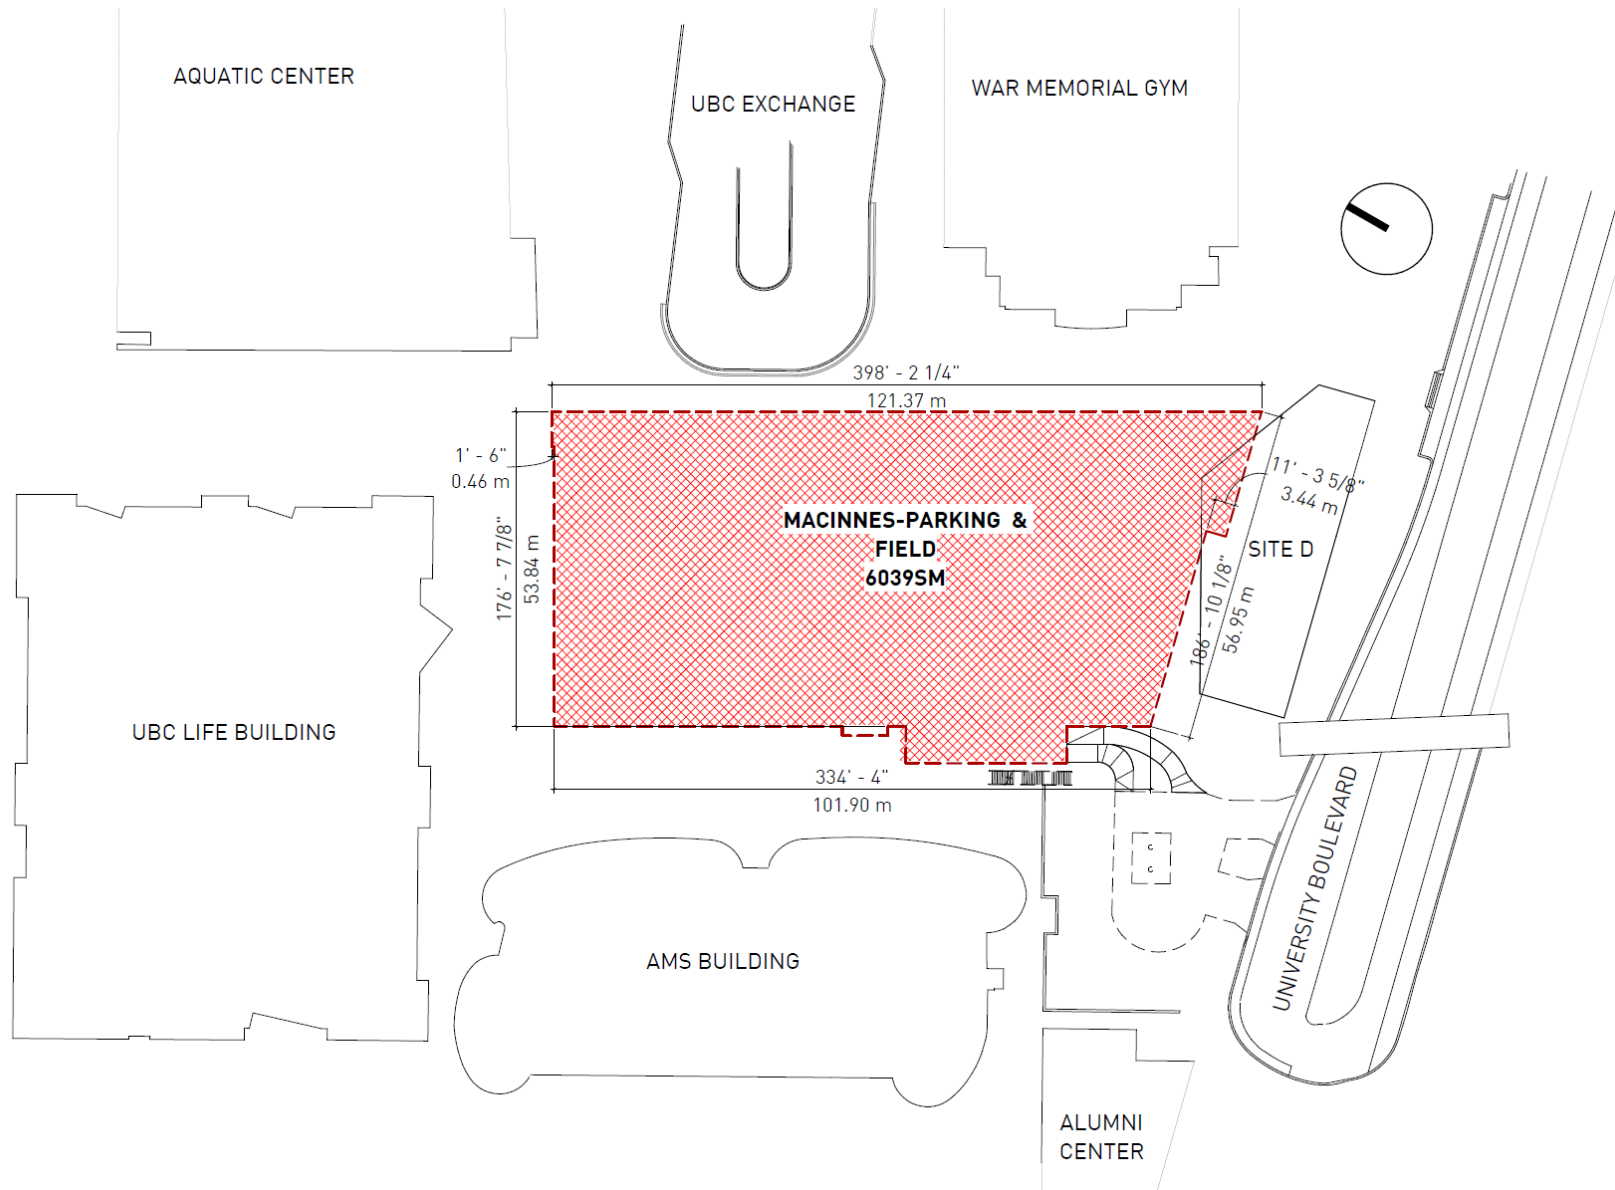 AQUATIC CENTER
UBC EXCHANGE
WAR MEMORIAL GYM
398' - 2 1/4"
121.37 m
1' - 6"
0.46 m
176' - 7 7/8"
53.84 m
11' - 3 5/8"
3.44 m
MACINNES-PARKING &
FIELD
6039SM
SITE D
186' - 10 1/8"
56.95 m
UBC LIFE BUILDING
334' - 4"
101.90 m
UNIVERSITY BOULEVARD
AMS BUILDING
ALUMNI
CENTER